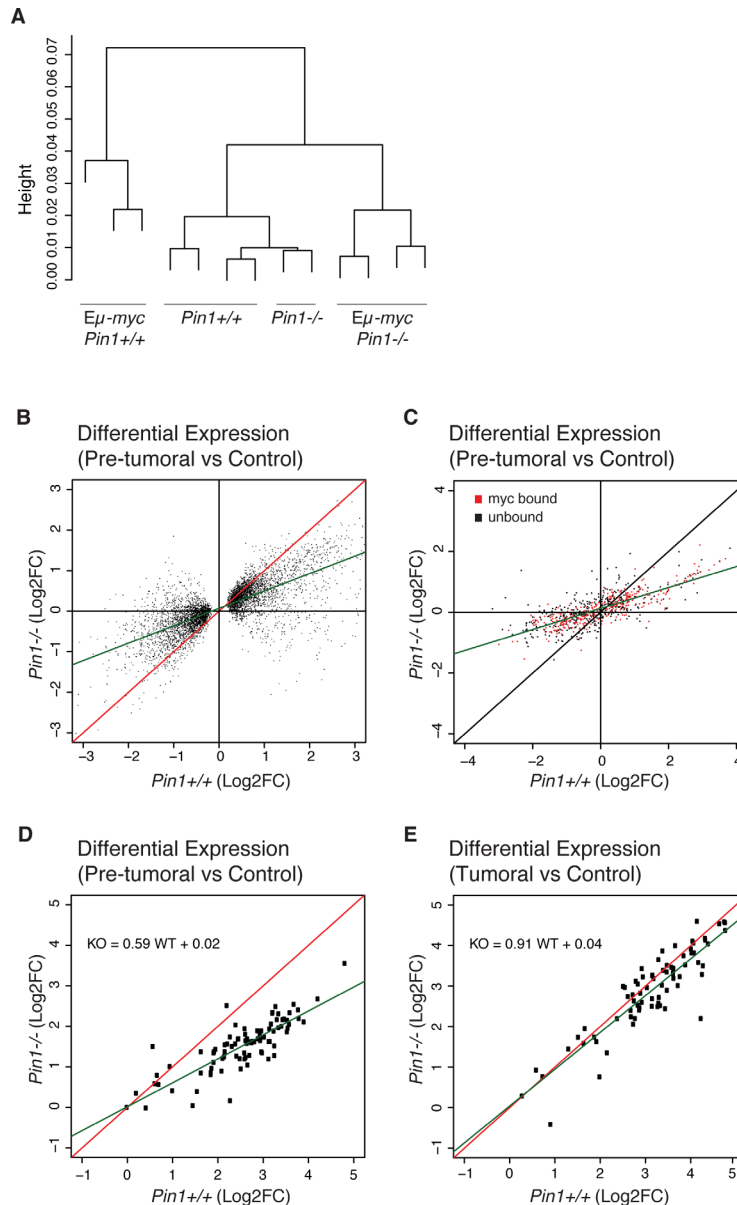 A
Height
0.00 0.01 0.02 0.03 0.04 0.05 0.06 0.07
Eµ-myc
Pin1+/+
Pin1+/+
Pin1-/-
Eµ-myc
Pin1-/-
B
Differential Expression
(Pre-tumoral vs Control)
Pin1-/- (Log2FC)
3
2
1
0
−1
−2
−3
−3 −2 −1 0 1 2 3
Pin1+/+ (Log2FC)
C
Differential Expression
(Pre-tumoral vs Control)
myc bound
unbound
Pin1-/- (Log2FC)
4
2
0
−2
−4
−4 −2 0 2 4
Pin1+/+ (Log2FC)
D
Differential Expression
(Pre-tumoral vs Control)
KO = 0.59 WT + 0.02
Pin1-/- (Log2FC)
5
4
3
2
1
0
−1
−1 0 1 2 3 4 5
Pin1+/+ (Log2FC)
E
Differential Expression
(Tumoral vs Control)
KO = 0.91 WT + 0.04
Pin1-/- (Log2FC)
5
4
3
2
1
0
−1
−1 0 1 2 3 4 5
Pin1+/+ (Log2FC)